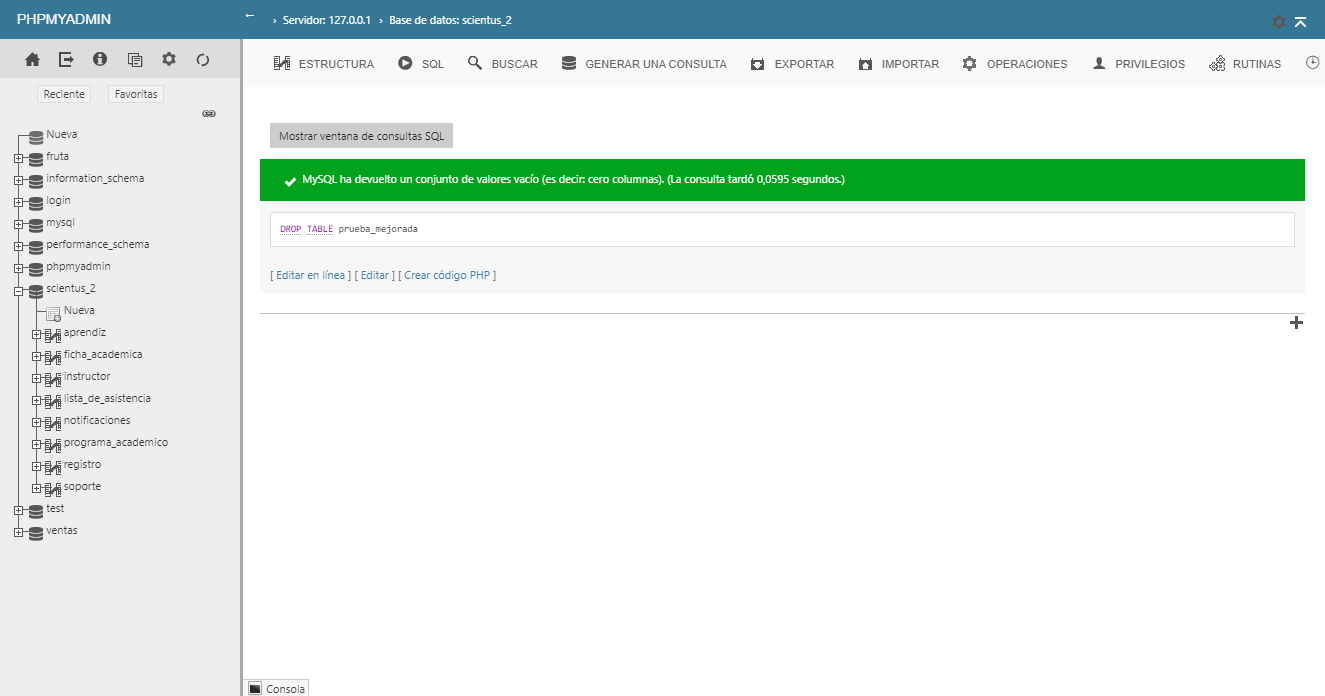 PHPMYADMIN
← › Servidor: 127.0.0.1 › Base de datos: scientus_2
ESTRUCTURA SQL BUSCAR GENERAR UNA CONSULTA EXPORTAR IMPORTAR OPERACIONES PRIVILEGIOS RUTINAS
Reciente Favoritas
Nueva
fruta
information_schema
login
mysql
performance_schema
phpmyadmin
scientus_2
Nueva
aprendiz
ficha_academica
instructor
lista_de_asistencia
notificaciones
programa_academico
registro
soporte
test
ventas
Mostrar ventana de consultas SQL
MySQL ha devuelto un conjunto de valores vacío (es decir: cero columnas). (La consulta tardó 0,0595 segundos.)
DROP TABLE prueba_mejorada
[ Editar en línea ] [ Editar ] [ Crear código PHP ]
Consola